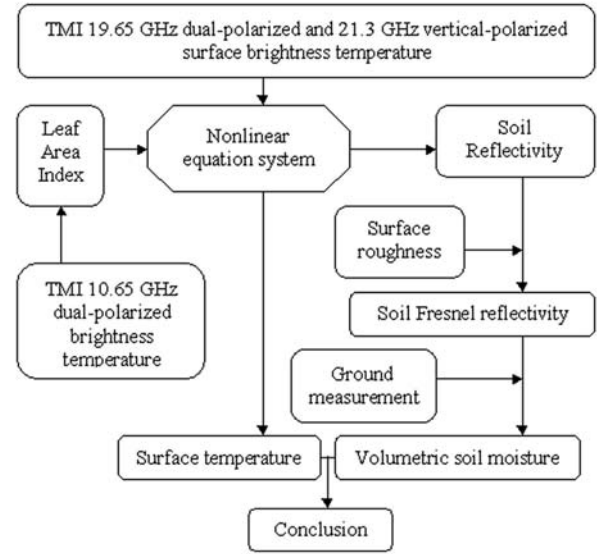 TMI 19.65 GHz dual-polarized and 21.3 GHz vertical-polarized
surface brightness temperature
Leaf
Area
Index
Nonlinear
equation system
Soil
Reflectivity
Surface
roughness
TMI 10.65 GHz
dual-polarized
brightness
temperature
Soil Fresnel reflectivity
Ground
measurement
Surface temperature
Volumetric soil moisture
Conclusion